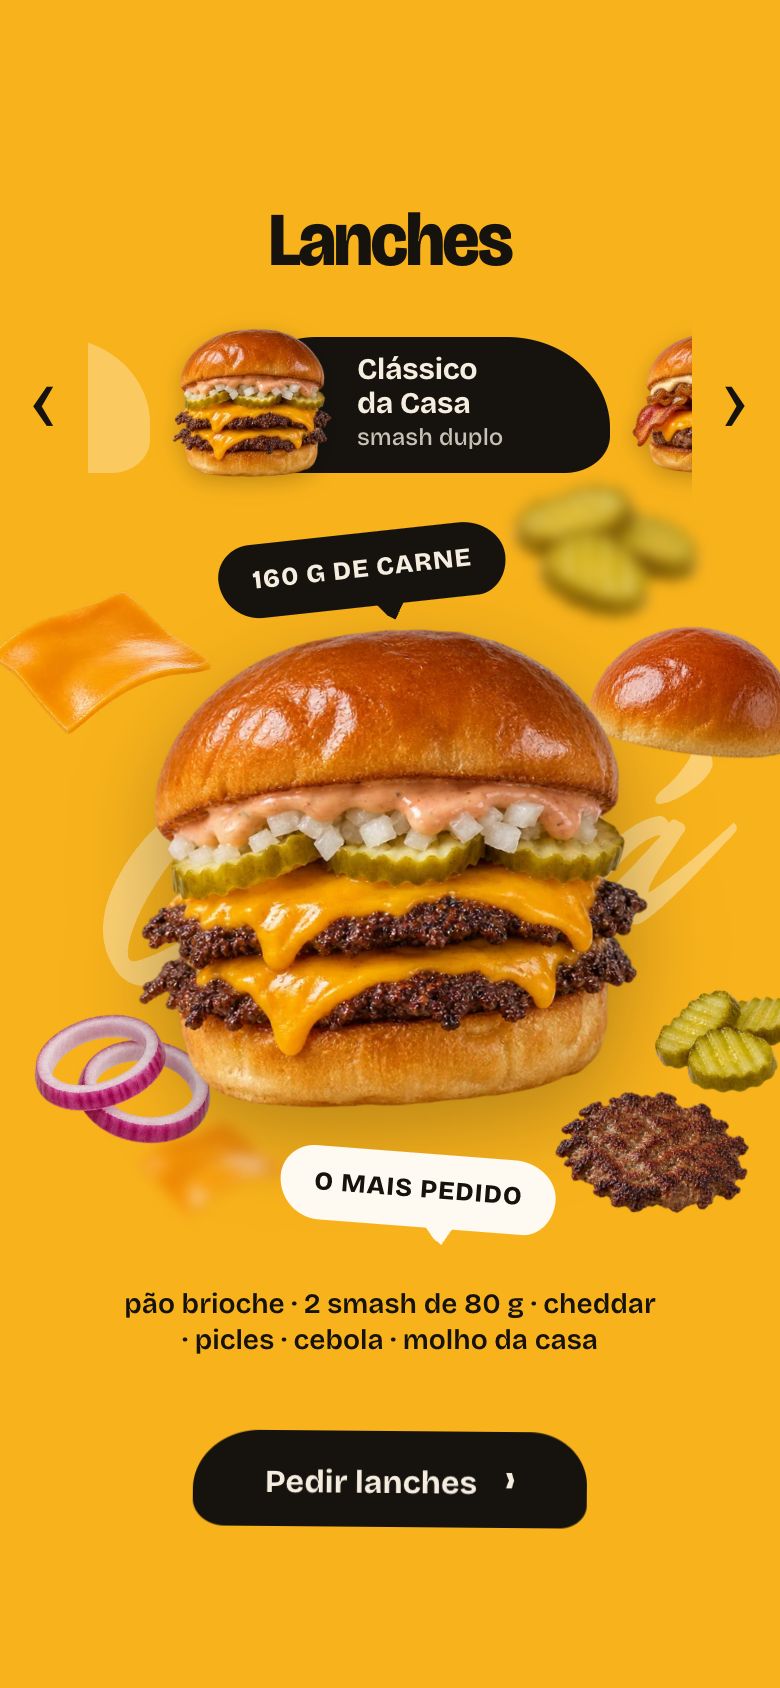 Lanches
Clássico
da Casa
smash duplo
160 G DE CARNE
O MAIS PEDIDO
pão brioche · 2 smash de 80 g · cheddar
· picles · cebola · molho da casa
Pedir lanches